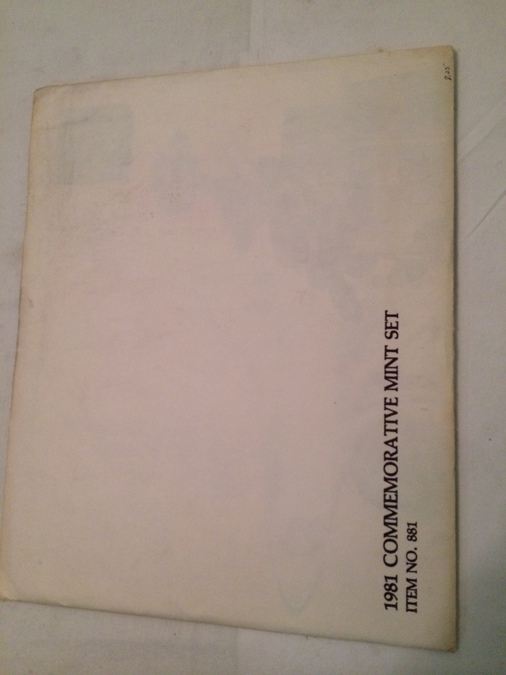 1981 COMMEMORATIVE MINT SET
ITEM NO. 881